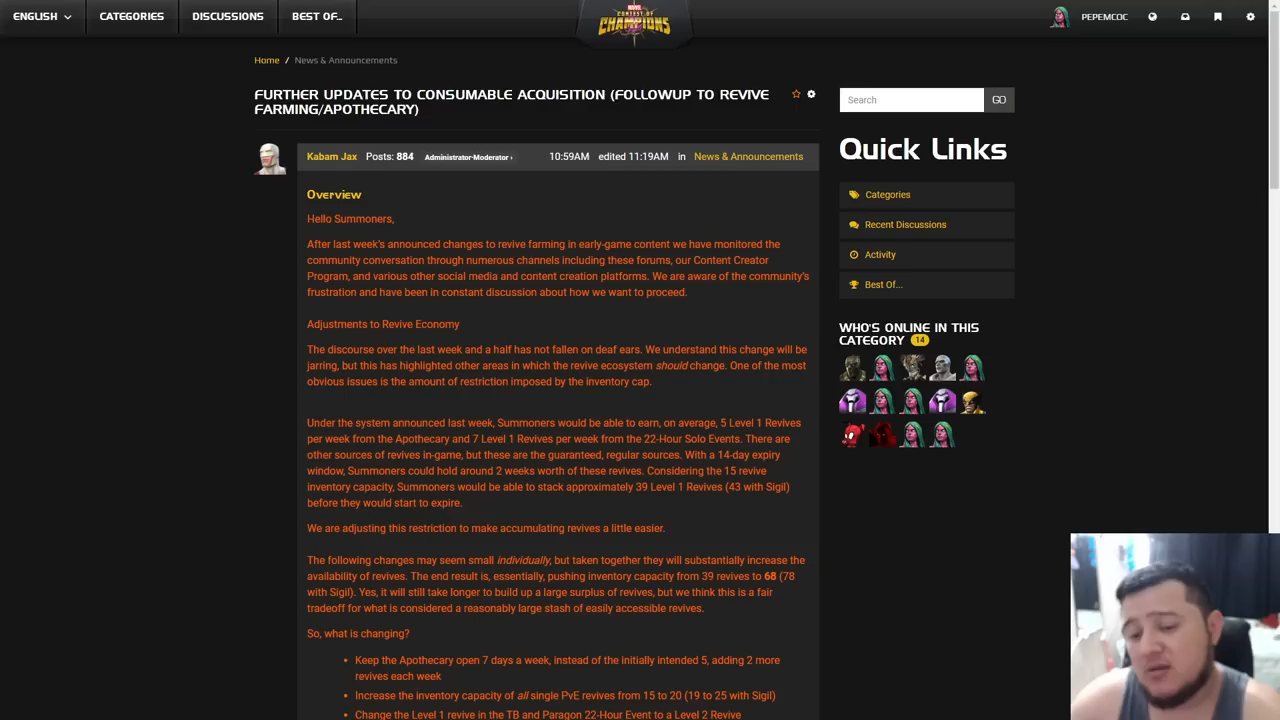 ENGLISH
CATEGORIES
DISCUSSIONS
BEST OF...
MARVEL
CONTEST OF
CHAMPIONS
PEPEMCOC
Home / News & Announcements
FURTHER UPDATES TO CONSUMABLE ACQUISITION (FOLLOWUP TO REVIVE
FARMING/APOTHECARY)
Kabam Jax Posts: 884 Administrator·Moderator › 10:59AM edited 11:19AM in News & Announcements
Overview
Hello Summoners,
After last week's announced changes to revive farming in early-game content we have monitored the
community conversation through numerous channels including these forums, our Content Creator
Program, and various other social media and content creation platforms. We are aware of the community's
frustration and have been in constant discussion about how we want to proceed.
Adjustments to Revive Economy
The discourse over the last week and a half has not fallen on deaf ears. We understand this change will be
jarring, but this has highlighted other areas in which the revive ecosystem should change. One of the most
obvious issues is the amount of restriction imposed by the inventory cap.
Under the system announced last week, Summoners would be able to earn, on average, 5 Level 1 Revives
per week from the Apothecary and 7 Level 1 Revives per week from the 22-Hour Solo Events. There are
other sources of revives in-game, but these are the guaranteed, regular sources. With a 14-day expiry
window, Summoners could hold around 2 weeks worth of these revives. Considering the 15 revive
inventory capacity, Summoners would be able to stack approximately 39 Level 1 Revives (43 with Sigil)
before they would start to expire.
We are adjusting this restriction to make accumulating revives a little easier.
The following changes may seem small individually, but taken together they will substantially increase the
availability of revives. The end result is, essentially, pushing inventory capacity from 39 revives to 68 (78
with Sigil). Yes, it will still take longer to build up a large surplus of revives, but we think this is a fair
tradeoff for what is considered a reasonably large stash of easily accessible revives.
So, what is changing?
• Keep the Apothecary open 7 days a week, instead of the initially intended 5, adding 2 more
revives each week
• Increase the inventory capacity of all single PvE revives from 15 to 20 (19 to 25 with Sigil)
• Change the Level 1 revive in the TB and Paragon 22-Hour Event to a Level 2 Revive
Search
GO
Quick Links
Categories
Recent Discussions
Activity
Best Of...
WHO'S ONLINE IN THIS
CATEGORY 14